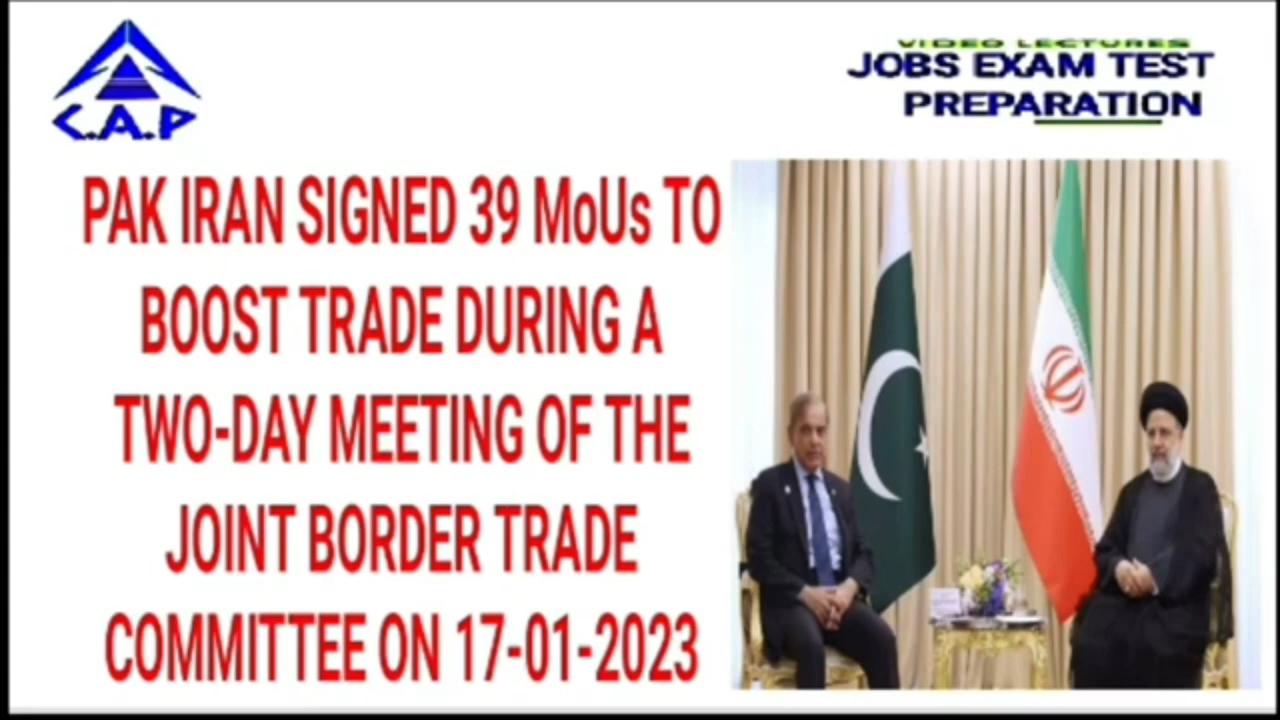 C.A.P
VIDEO LECTURES
JOBS EXAM TEST
PREPARATION
PAK IRAN SIGNED 39 MoUs TO
BOOST TRADE DURING A
TWO-DAY MEETING OF THE
JOINT BORDER TRADE
COMMITTEE ON 17-01-2023